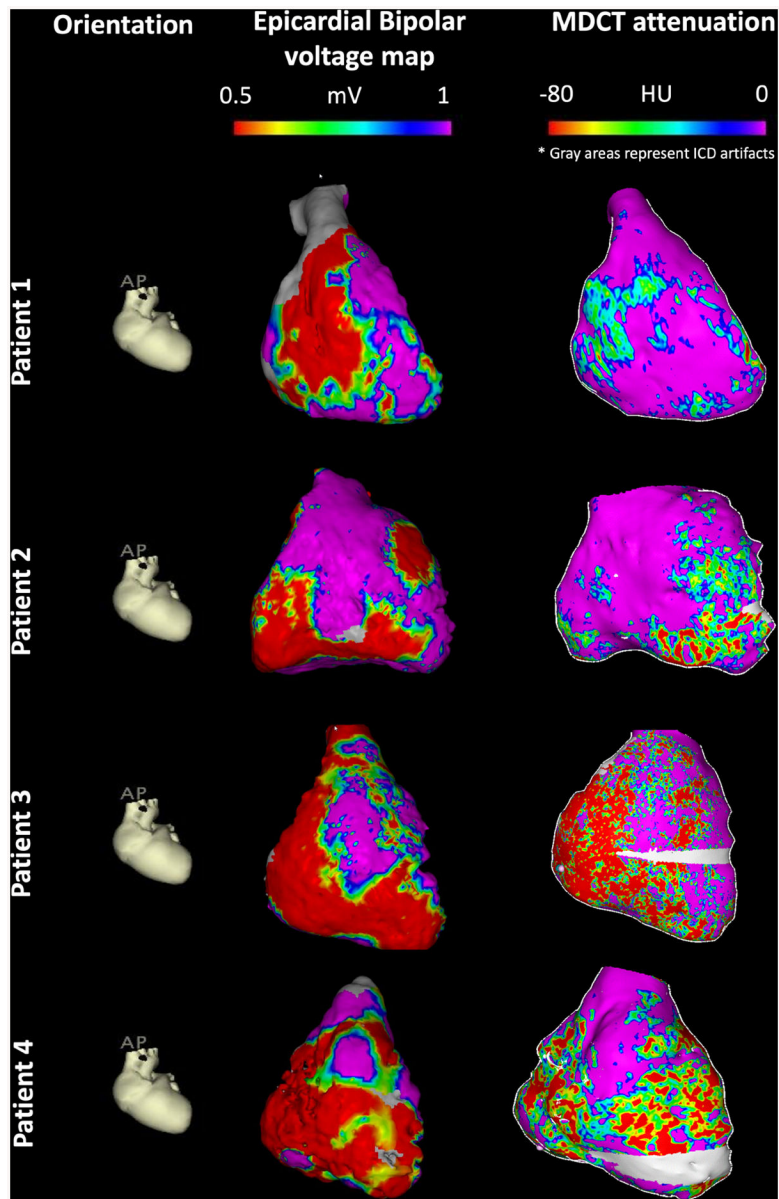 Orientation
Epicardial Bipolar
voltage map
MDCT attenuation
0.5 mV 1
-80 HU 0
* Gray areas represent ICD artifacts
Patient 1
AP
Patient 2
AP
Patient 3
AP
Patient 4
AP